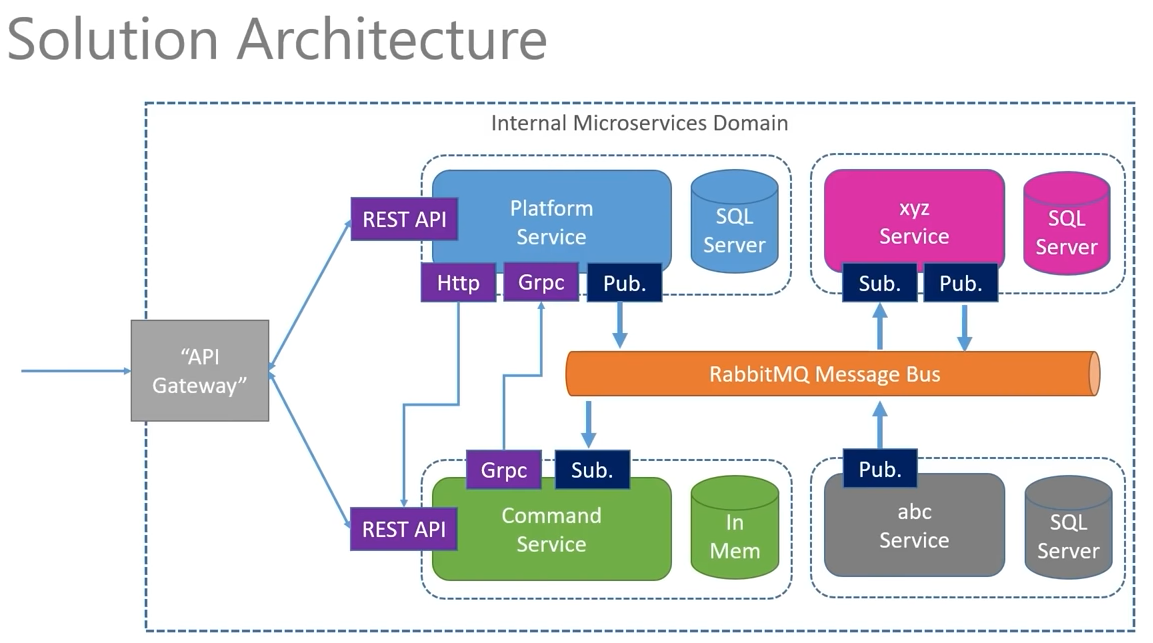 Solution Architecture
Internal Microservices Domain
REST API
Platform
Service
SQL
Server
Http
Grpc
Pub.
xyz
Service
SQL
Server
Sub.
Pub.
“API
Gateway”
RabbitMQ Message Bus
Grpc
Sub.
REST API
Command
Service
In
Mem
Pub.
abc
Service
SQL
Server